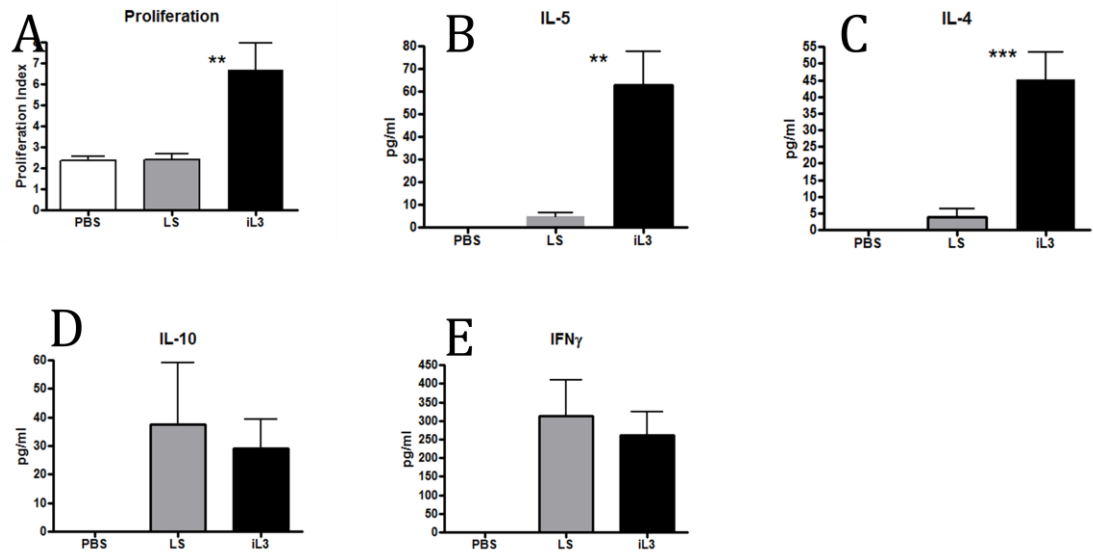 A
Proliferation
Proliferation Index
8
7
6
5
4
3
2
1
0
**
PBS LS iL3
B
IL-5
pg/ml
80
70
60
50
40
30
20
10
0
**
PBS LS iL3
C
IL-4
pg/ml
55
50
45
40
35
30
25
20
15
10
5
0
***
PBS LS iL3
D
IL-10
pg/ml
60
50
40
30
20
10
0
PBS LS iL3
E
IFNγ
pg/ml
450
400
350
300
250
200
150
100
50
0
PBS LS iL3